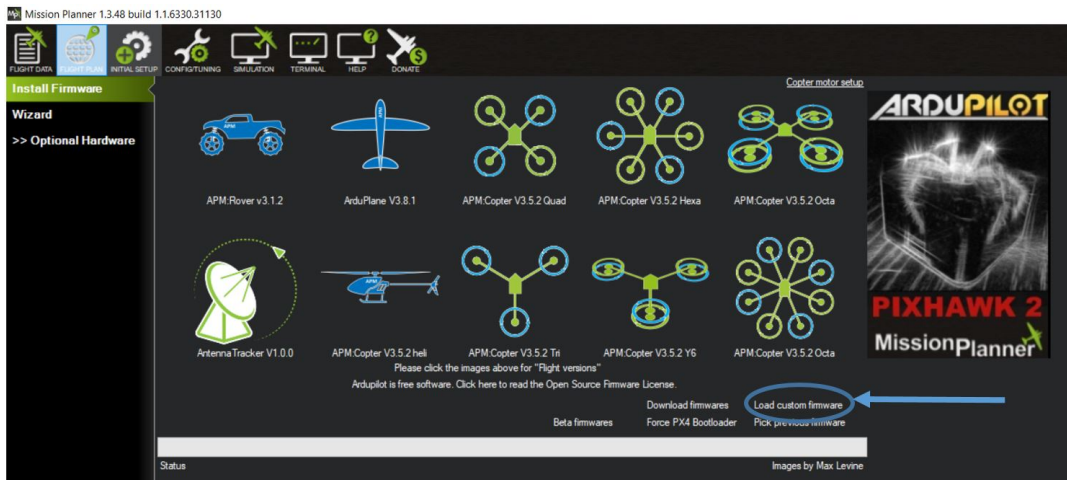 Mission Planner 1.3.48 build 1.1.6330.31130
FLIGHT DATA FLIGHT PLAN INITIAL SETUP CONFIG/TUNING SIMULATION TERMINAL HELP DONATE
Install Firmware
Wizard
>> Optional Hardware
Copter motor setup
APM:Rover v3.1.2 ArduPlane V3.8.1 APM:Copter V3.5.2 Quad APM:Copter V3.5.2 Hexa APM:Copter V3.5.2 Octa
AntennaTracker V1.0.0 APM:Copter V3.5.2 heli APM:Copter V3.5.2 Tri APM:Copter V3.5.2 Y6 APM:Copter V3.5.2 Octa
Please click the images above for "Flight versions"
Ardupilot is free software. Click here to read the Open Source Firmware License.
Download firmwares Load custom firmware
Beta firmwares Force PX4 Bootloader Pick previous firmware
Status Images by Max Levine
ARDUPILOT
PIXHAWK 2
MissionPlanner